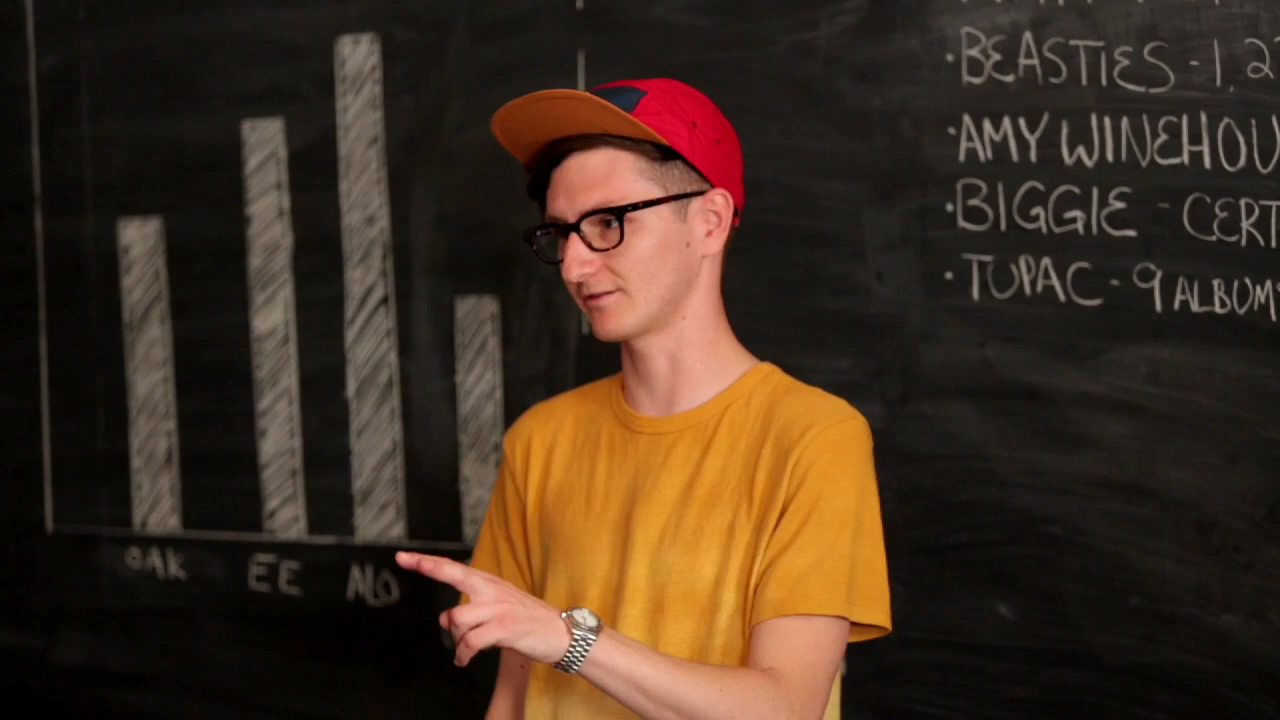 BEASTIES - 1.2
AMY WINEHOU
BIGGIE - CERT
TUPAC - 9 ALBUM
OAK EE NO